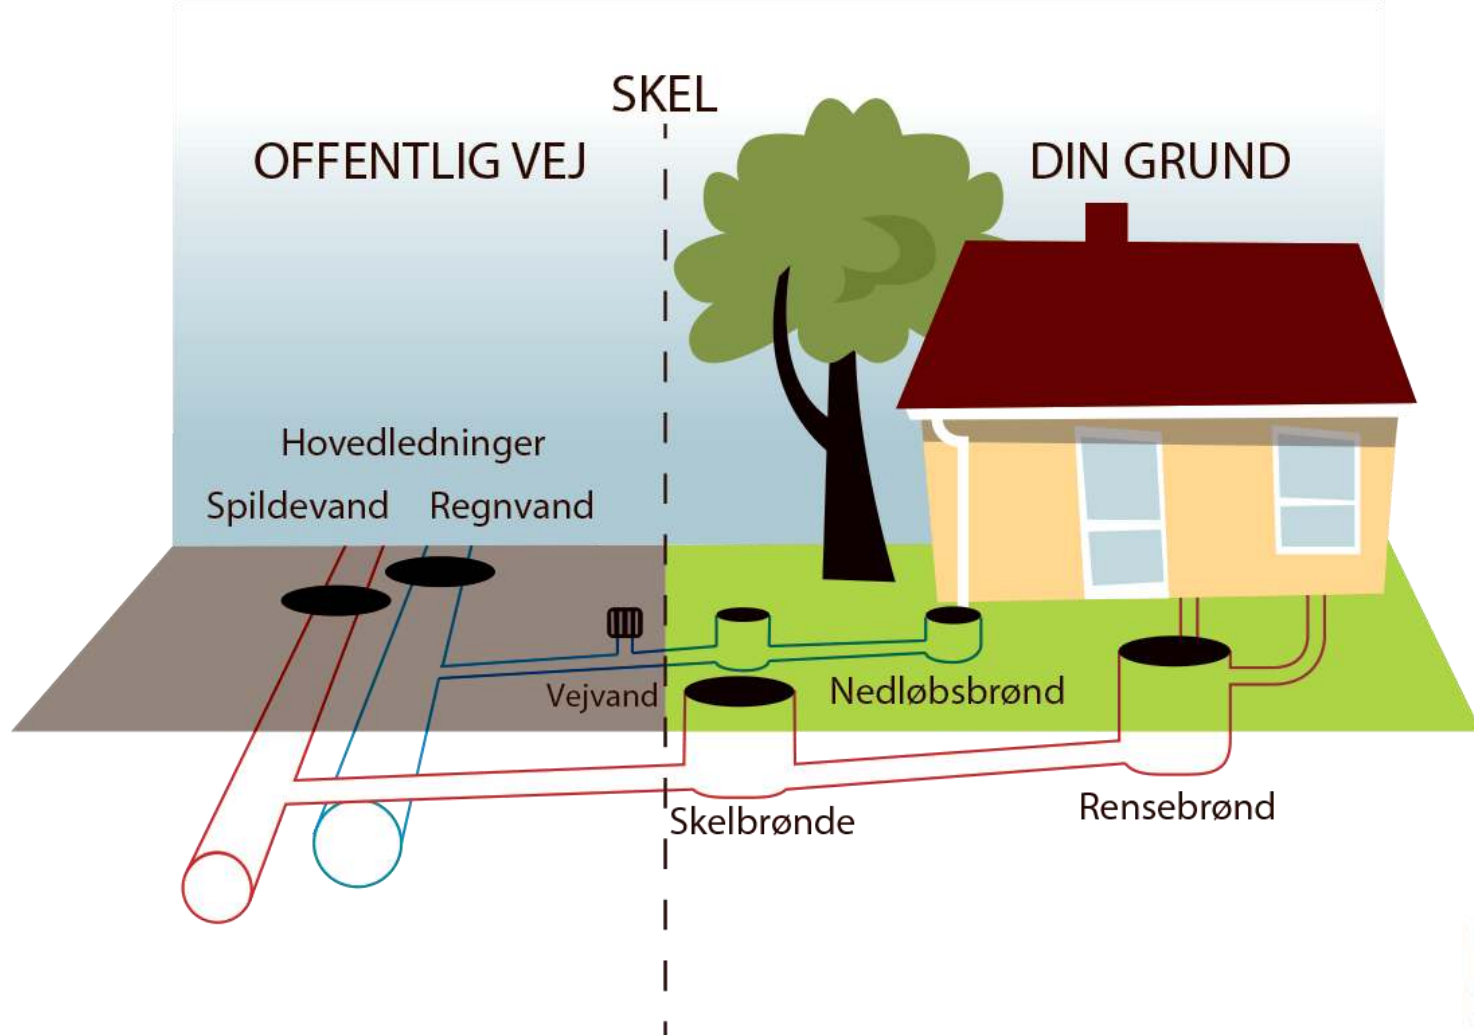 SKEL
OFFENTLIG VEJ
DIN GRUND
Hovedledninger
Spildevand
Regnvand
Vejvand
Nedløbsbrønd
Skelbrønde
Rensebrønd